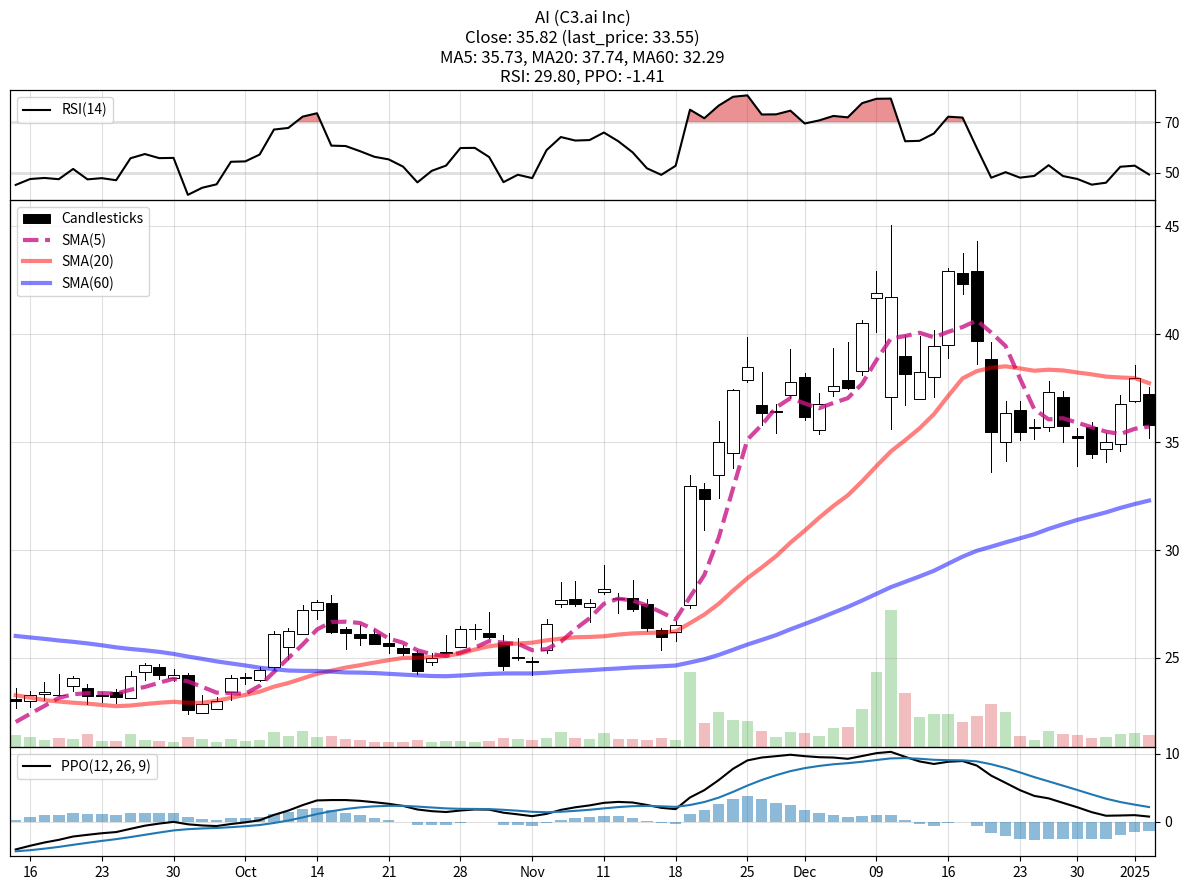 AI (C3.ai Inc)
Close: 35.82 (last_price: 33.55)
MA5: 35.73, MA20: 37.74, MA60: 32.29
RSI: 29.80, PPO: -1.41
RSI(14)
70
50
Candlesticks
SMA(5)
SMA(20)
SMA(60)
45
40
35
30
25
PPO(12, 26, 9)
10
0
16 23 30 Oct 14 21 28 Nov 11 18 25 Dec 09 16 23 30 2025